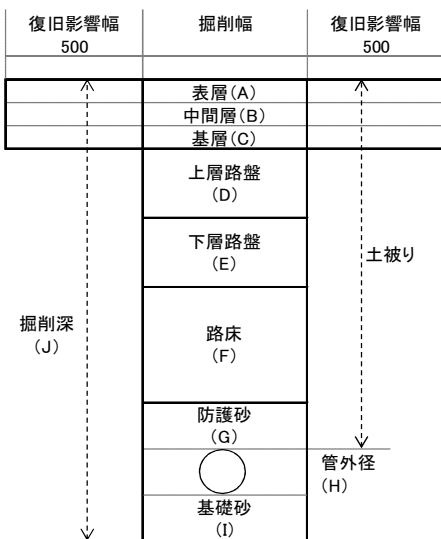 復旧影響幅
500
掘削幅
復旧影響幅
500
表層(A)
中間層(B)
基層(C)
上層路盤
(D)
下層路盤
(E)
土被り
掘削深
(J)
路床
(F)
防護砂
(G)
管外径
(H)
基礎砂
(I)